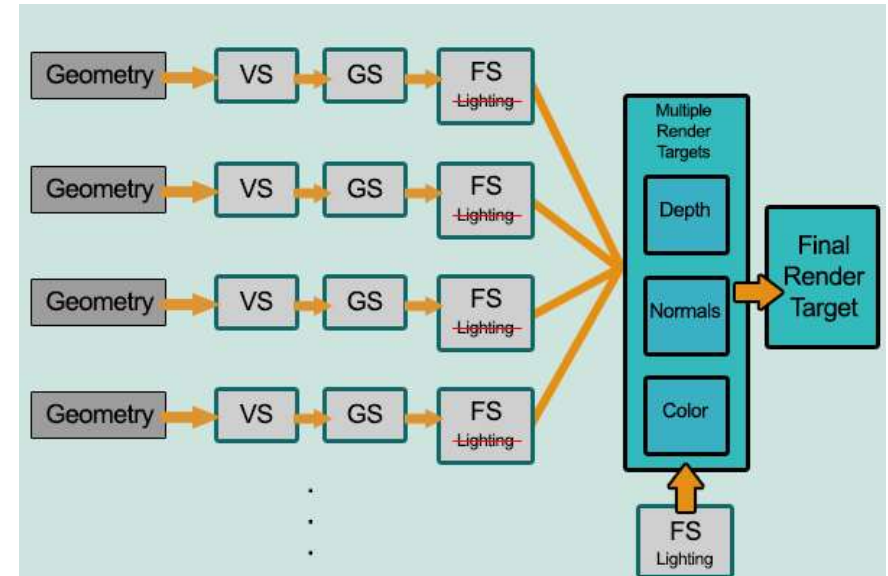 Geometry
VS
GS
FS
Lighting
Geometry
VS
GS
FS
Lighting
Geometry
VS
GS
FS
Lighting
Geometry
VS
GS
FS
Lighting
Multiple
Render
Targets
Depth
Normals
Color
FS
Lighting
Final
Render
Target